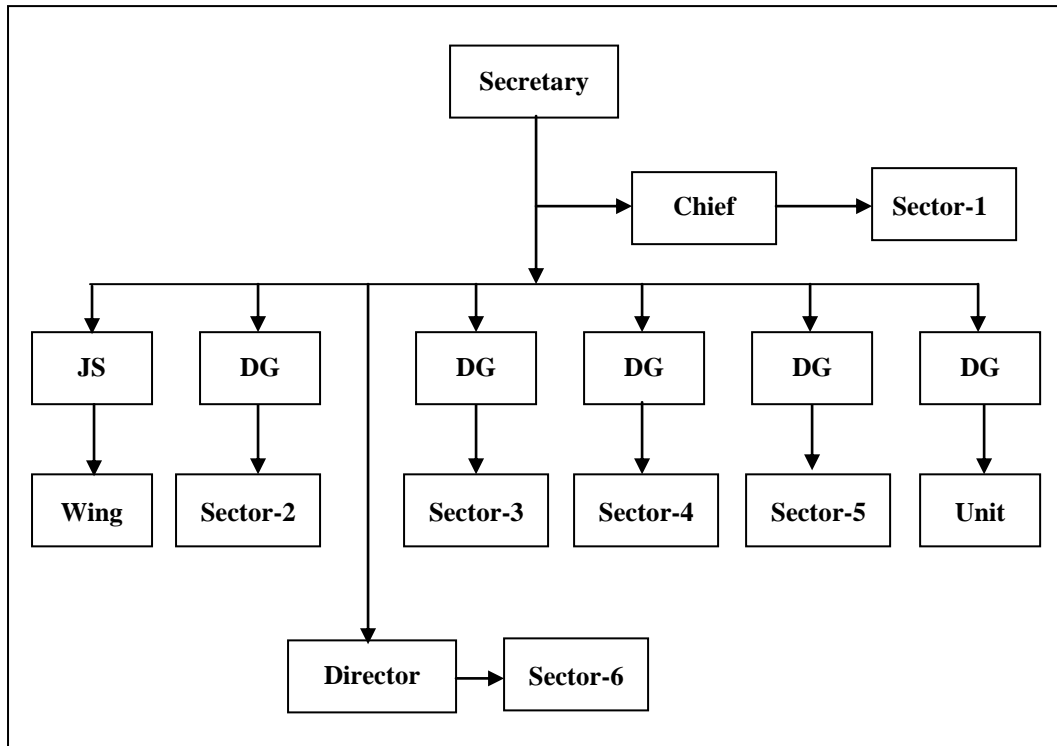 Secretary
Chief
Sector-1
JS
DG
DG
DG
DG
DG
Wing
Sector-2
Sector-3
Sector-4
Sector-5
Unit
Director
Sector-6